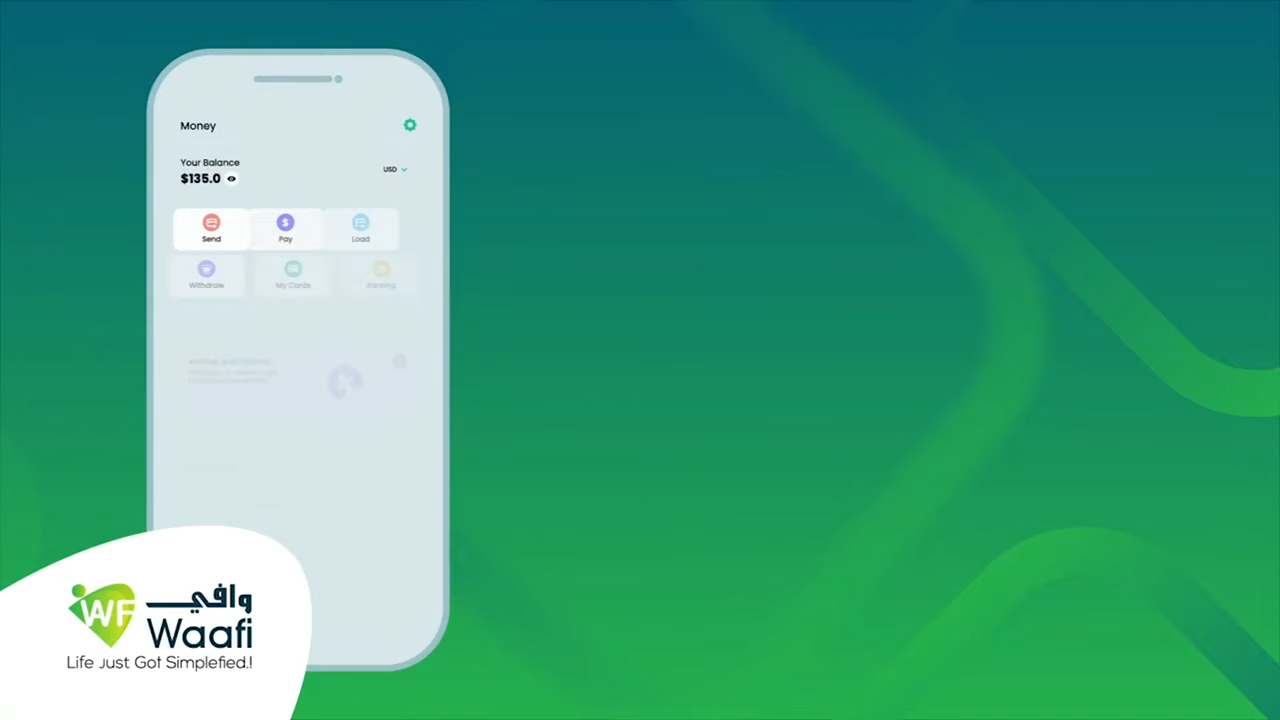 Money
Your Balance
$135.0
USD
Send
Pay
Load
Withdraw
My Cards
Banking
WF
وافي
Waafi
Life Just Got Simplefied.!